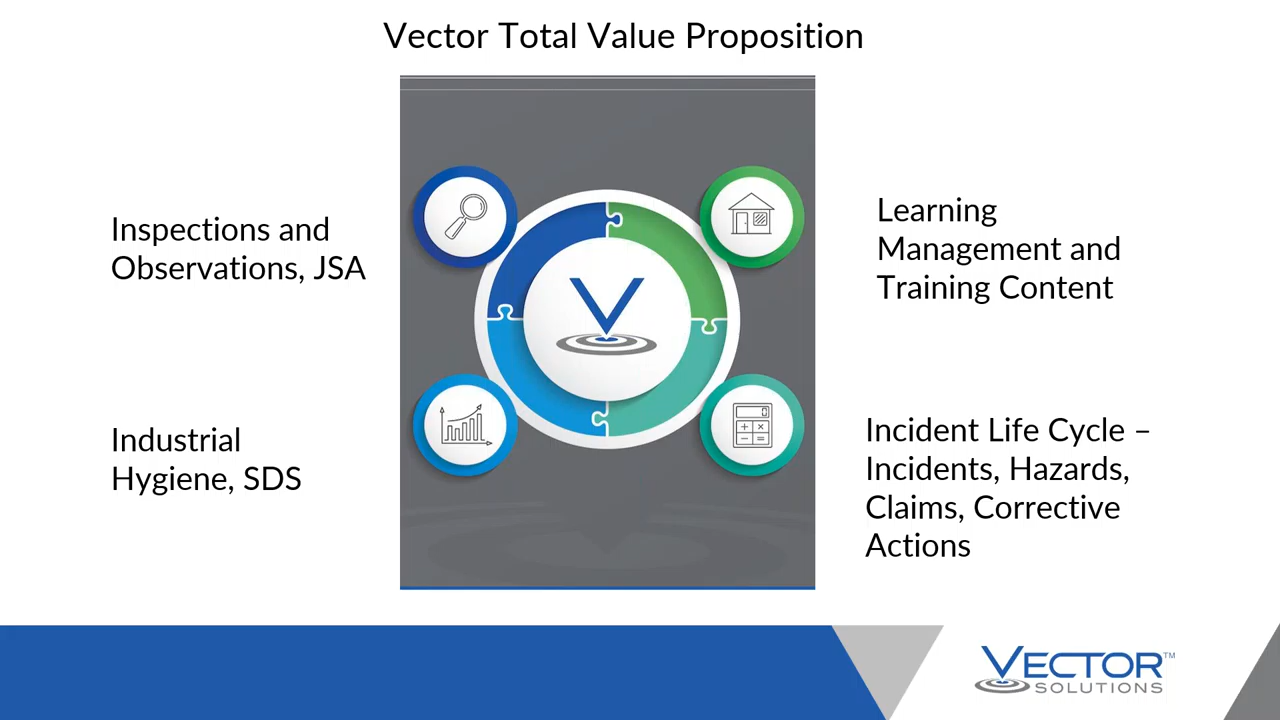 Vector Total Value Proposition
Inspections and
Observations, JSA
Learning
Management and
Training Content
V
Industrial
Hygiene, SDS
Incident Life Cycle –
Incidents, Hazards,
Claims, Corrective
Actions
VECTOR™
SOLUTIONS